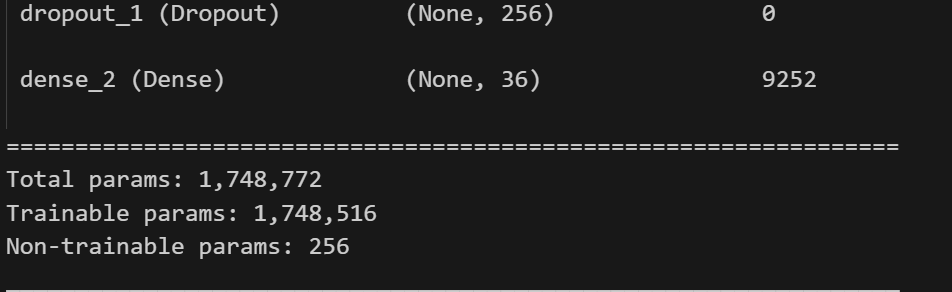 dropout_1 (Dropout) (None, 256) 0
dense_2 (Dense) (None, 36) 9252
=================================================================
Total params: 1,748,772
Trainable params: 1,748,516
Non-trainable params: 256
_________________________________________________________________